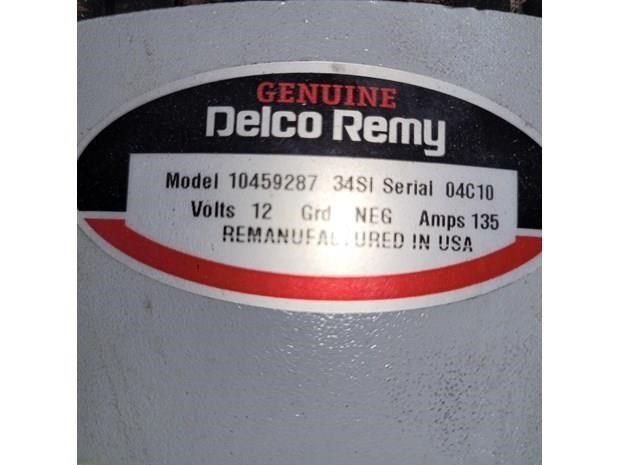 GENUINE
Delco Remy
Model 10459287 34SI Serial 04C10
Volts 12 Grd NEG Amps 135
REMANUFACTURED IN USA